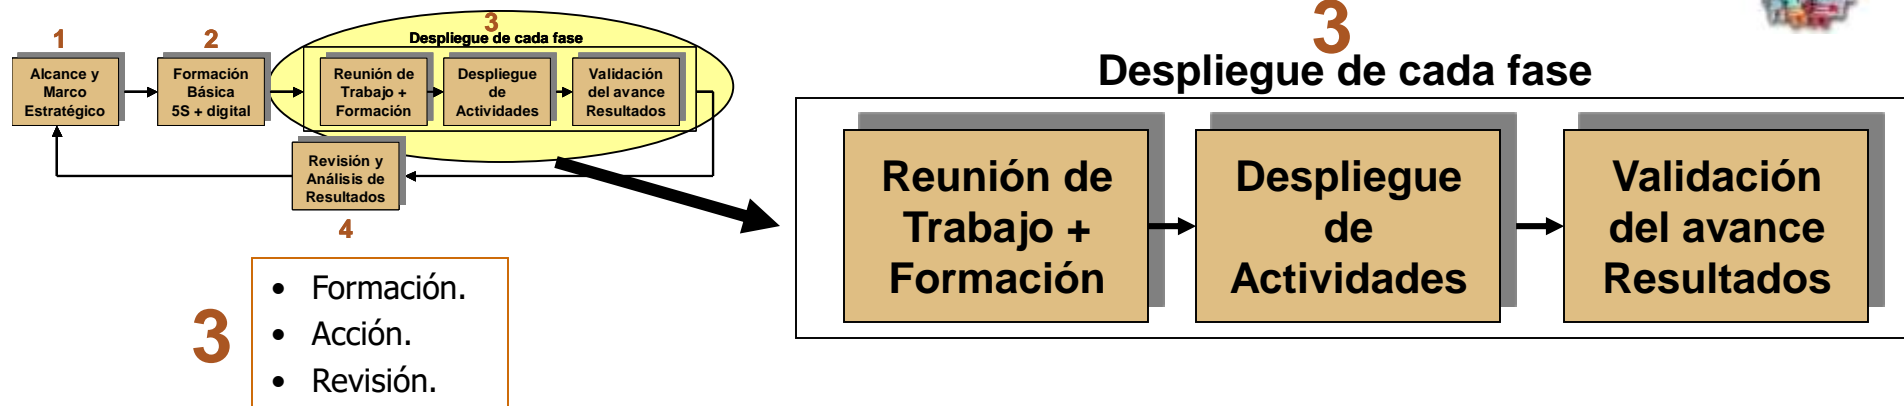 1
2
3
Despliegue de cada fase
Alcance y
Marco
Estratégico
Formación
Básica
5S + digital
Reunión de
Trabajo +
Formación
Despliegue
de
Actividades
Validación
del avance
Resultados
Revisión y
Análisis de
Resultados
4
3
• Formación.
• Acción.
• Revisión.
3
Despliegue de cada fase
Reunión de
Trabajo +
Formación
Despliegue
de
Actividades
Validación
del avance
Resultados